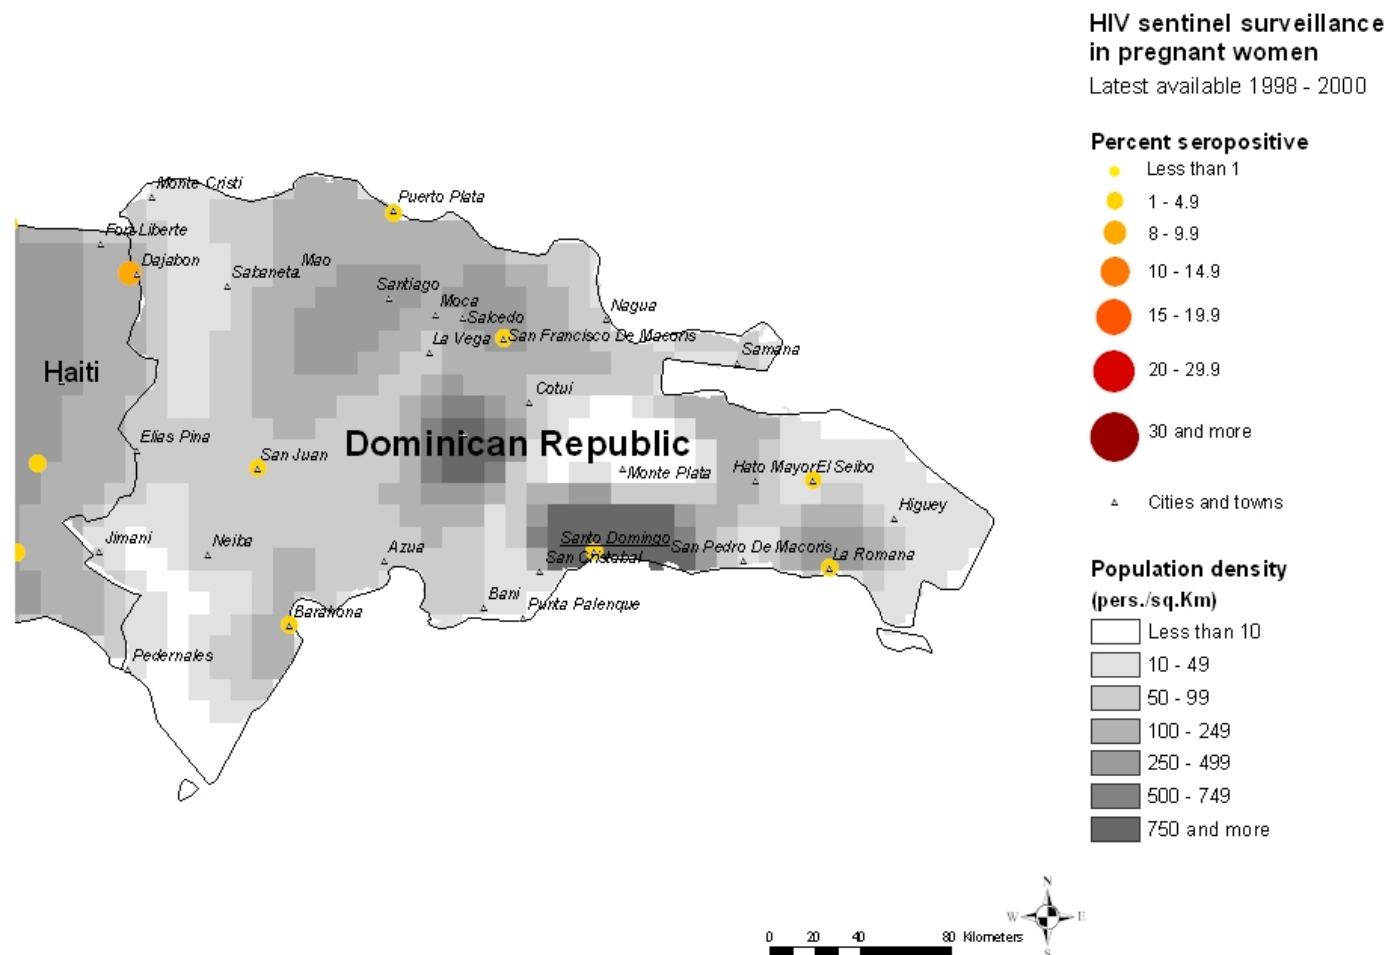 HIV sentinel surveillance
in pregnant women
Latest available 1998 - 2000
Percent seropositive
Less than 1
1 - 4.9
8 - 9.9
10 - 14.9
15 - 19.9
20 - 29.9
30 and more
Cities and towns
Population density
(pers./sq.Km)
Less than 10
10 - 49
50 - 99
100 - 249
250 - 499
500 - 749
750 and more
Monte Cristi
Puerto Plata
Fort-Liberte
Dajabon
Sabaneta
Mao
Santiago
Moca
Salcedo
Nagua
La Vega
San Francisco De Macoris
Samana
Haiti
Cotui
Elias Pina
San Juan
Dominican Republic
Monte Plata
Hato Mayor
El Seibo
Higuey
Jimani
Neiba
Azua
Santo Domingo
San Cristobal
San Pedro De Macoris
La Romana
Bani
Punta Palenque
Barahona
Pedernales
N
W
E
S
0 20 40 80 Kilometers